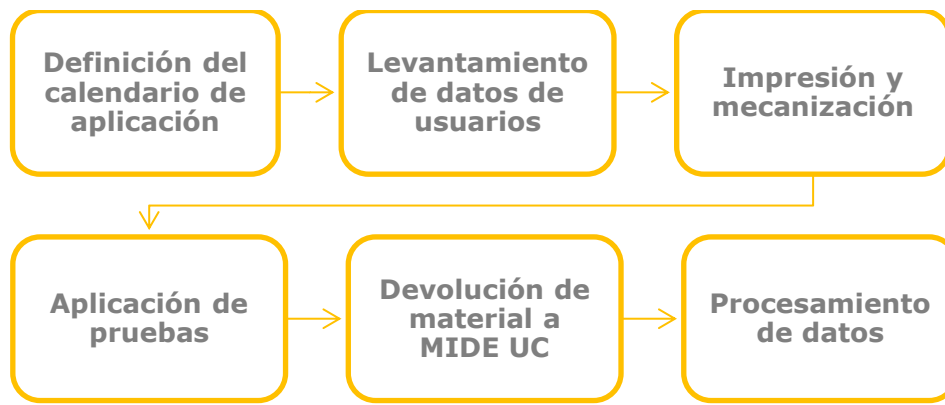 Definición del
calendario de
aplicación
Levantamiento
de datos de
usuarios
Impresión y
mecanización
Aplicación de
pruebas
Devolución de
material a
MIDE UC
Procesamiento
de datos